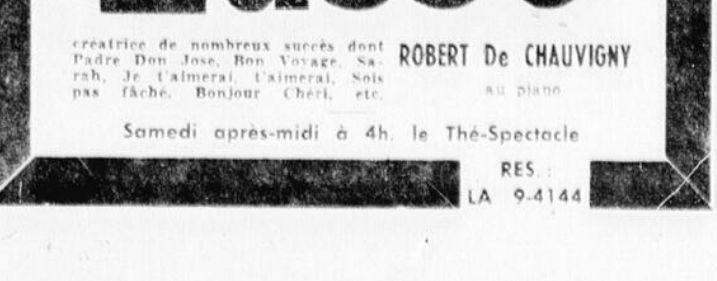 créatrice de nombreux succès dont
Padre Don Jose, Bon Voyage, Sa-
rah, Je t'aimerai, t'aimerai, Sois
pas fâché, Bonjour Chéri, etc.
ROBERT De CHAUVIGNY
au piano
Samedi après-midi à 4h. le Thé-Spectacle
RES. :
LA 9-4144